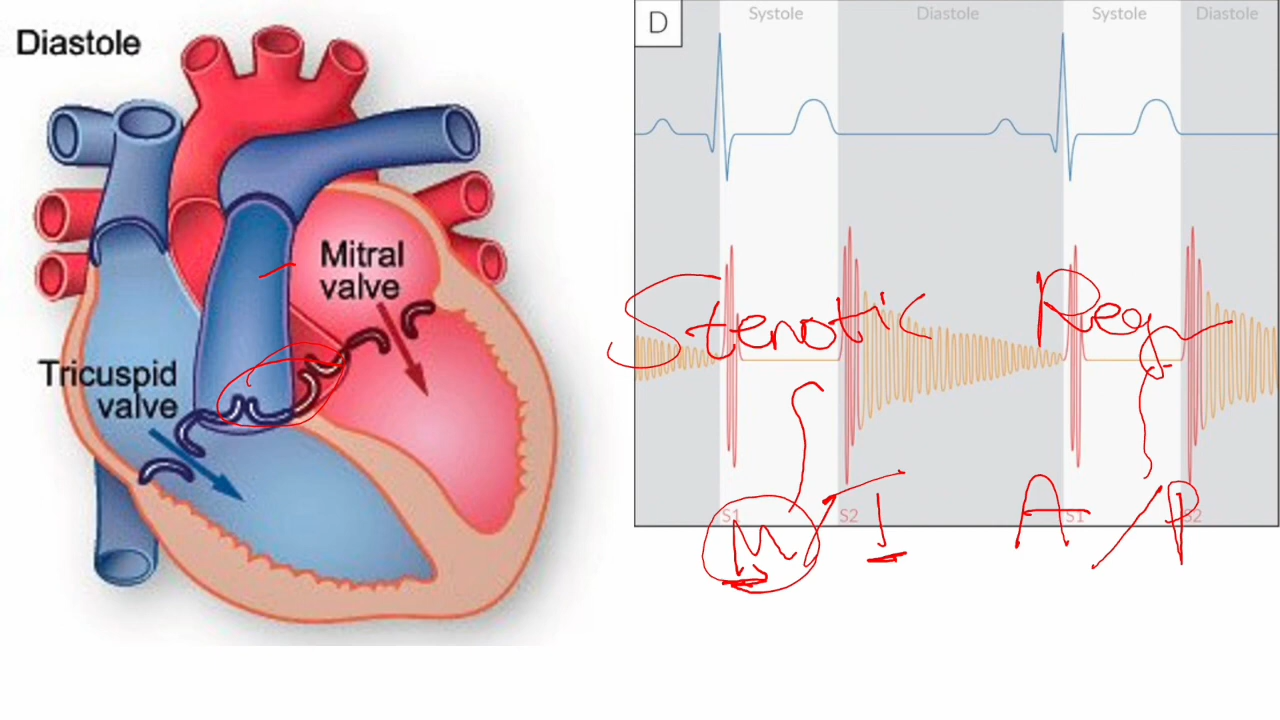 Diastole
Mitral
valve
Tricuspid
valve
D
Systole Diastole Systole Diastole
Stenotic Reg
S1 S2 S1 S2
M / T A / P